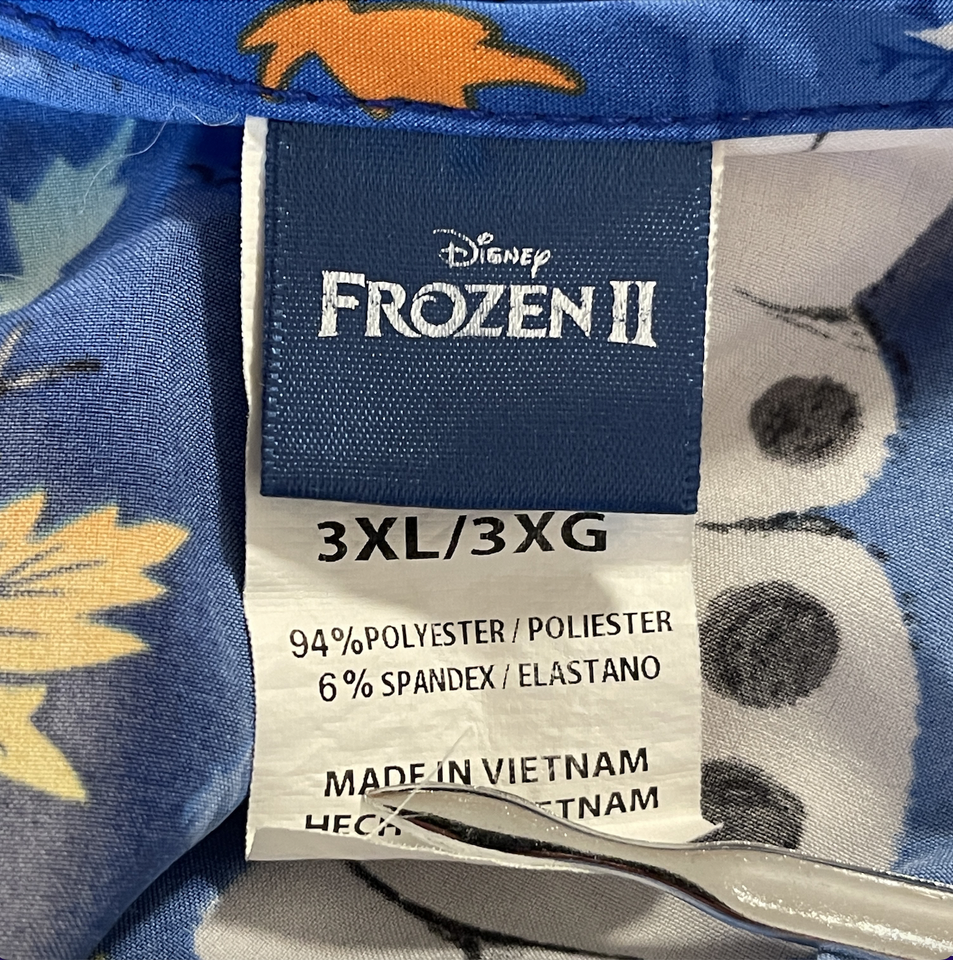 Disney
FROZEN II
3XL/3XG
94%POLYESTER / POLIESTER
6% SPANDEX / ELASTANO
MADE IN VIETNAM